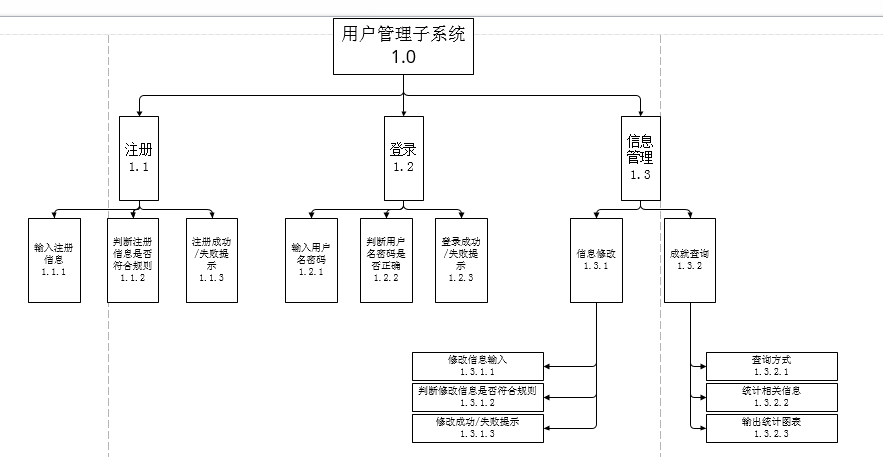 用户管理子系统
1.0
注册
1.1
登录
1.2
信息
管理
1.3
输入注册
信息
1.1.1
判断注册
信息是否
符合规则
1.1.2
注册成功
/失败提
示
1.1.3
输入用户
名密码
1.2.1
判断用户
名密码是
否正确
1.2.2
登录成功
/失败提
示
1.2.3
信息修改
1.3.1
成就查询
1.3.2
修改信息输入
1.3.1.1
判断修改信息是否符合规则
1.3.1.2
修改成功/失败提示
1.3.1.3
查询方式
1.3.2.1
统计相关信息
1.3.2.2
输出统计图表
1.3.2.3